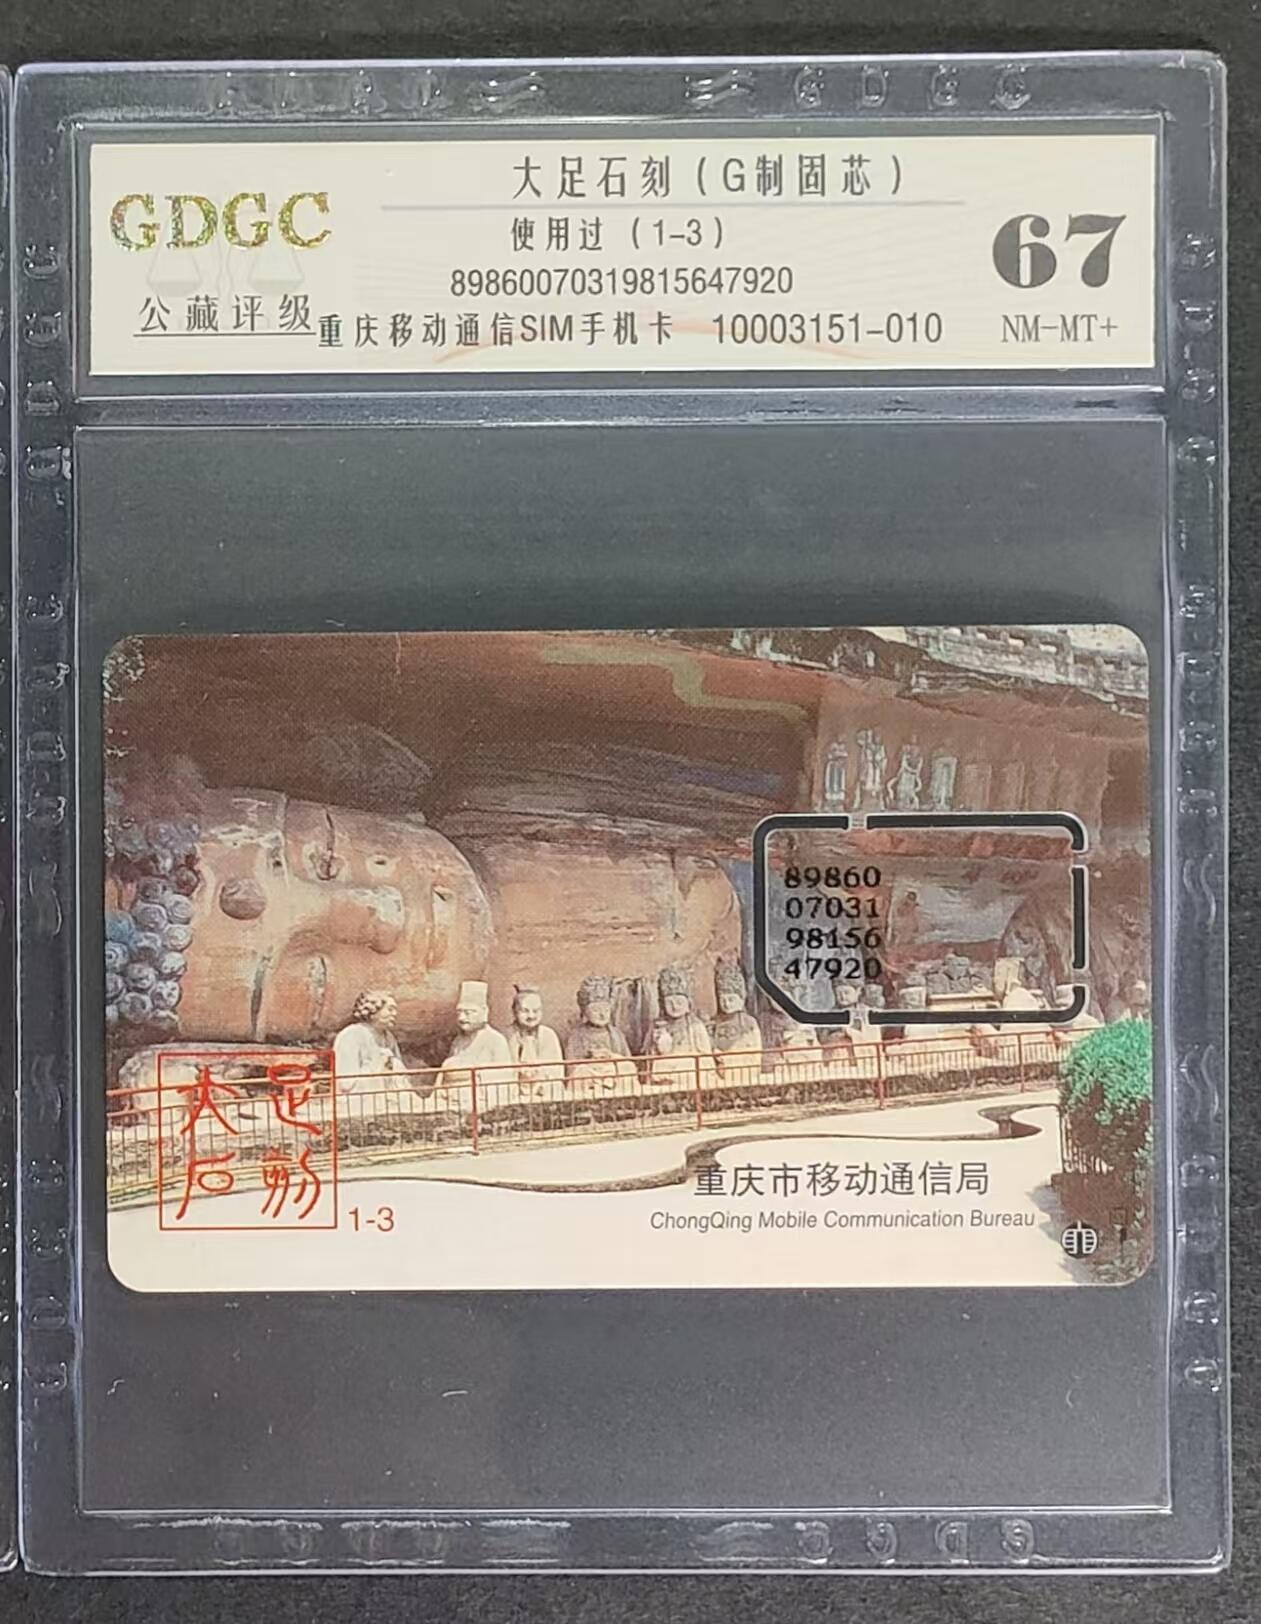 大足石刻（G制固芯）
GDGC
使用过（1-3）
67
89860070319815647920
公藏评级
重庆移动通信SIM手机卡 10003151-010
NM-MT+
89860
07031
98156
47920
大足
石刻
1-3
重庆市移动通信局
ChongQing Mobile Communication Bureau